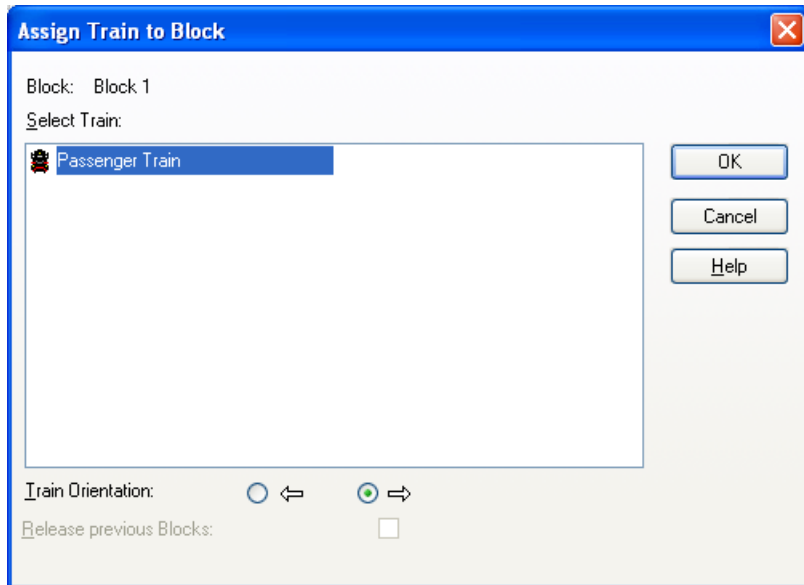 Assign Train to Block
Block: Block 1
Select Train:
Passenger Train
OK
Cancel
Help
Train Orientation:
Release previous Blocks: